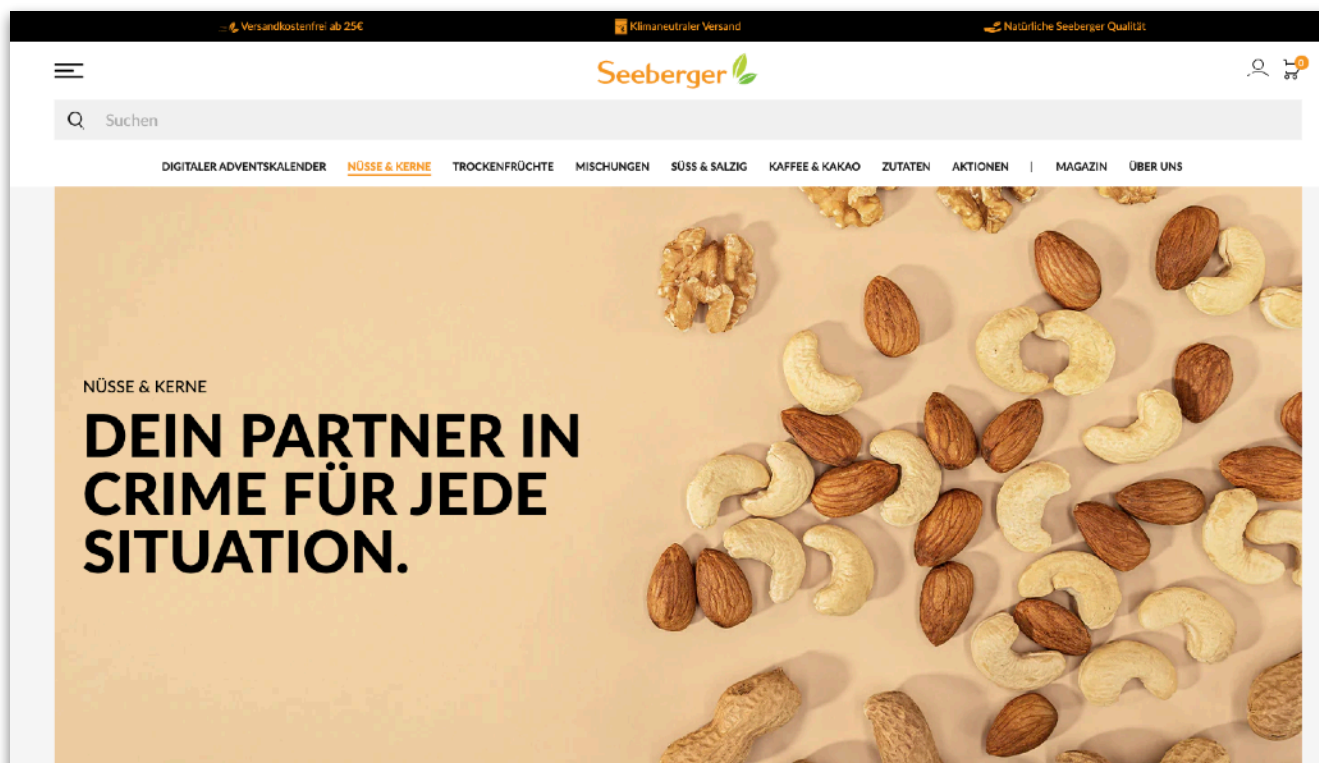 Versandkostenfrei ab 25€
Klimaneutraler Versand
Natürliche Seeberger Qualität
Seeberger
0
Suchen
DIGITALER ADVENTSKALENDER NÜSSE & KERNE TROCKENFRÜCHTE MISCHUNGEN SÜSS & SALZIG KAFFEE & KAKAO ZUTATEN AKTIONEN | MAGAZIN ÜBER UNS
NÜSSE & KERNE
DEIN PARTNER IN
CRIME FÜR JEDE
SITUATION.